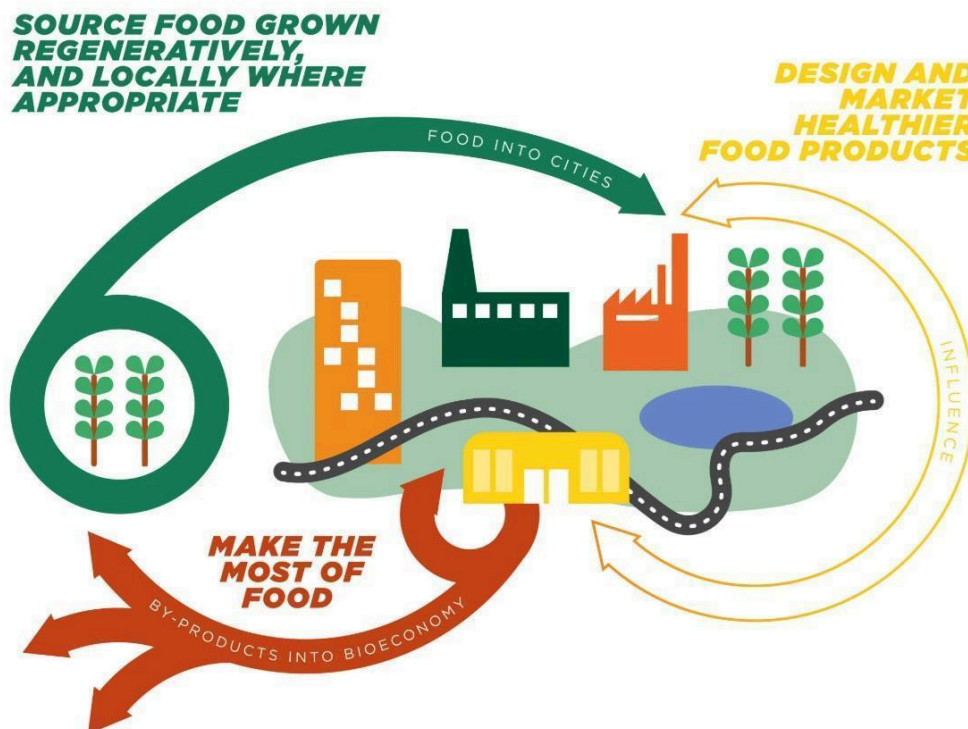 SOURCE FOOD GROWN
REGENERATIVELY,
AND LOCALLY WHERE
APPROPRIATE
DESIGN AND
MARKET
HEALTHIER
FOOD PRODUCTS
FOOD INTO CITIES
INFLUENCE
MAKE THE
MOST OF
FOOD
BY-PRODUCTS INTO BIOECONOMY